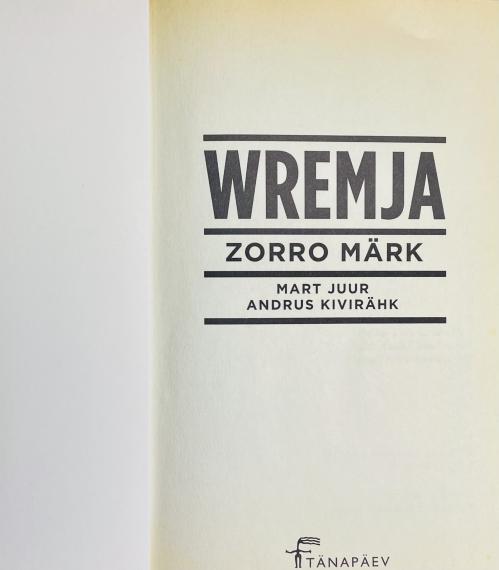 WREMJA
ZORRO MÄRK
MART JUUR
ANDRUS KIVIRÄHK
TÄNAPÄEV